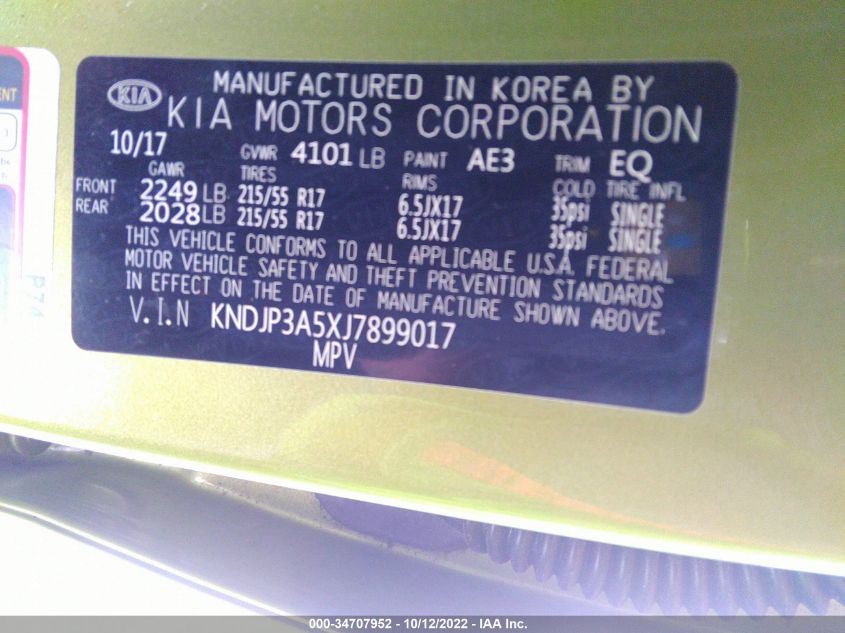 MANUFACTURED IN KOREA BY
KIA KIA MOTORS CORPORATION
10/17 GVWR 4101 LB PAINT AE3 TRIM EQ
GAWR TIRES RIMS COLD TIRE INFL
FRONT 2249 LB 215/55 R17 6.5JX17 35psi SINGLE
REAR 2028 LB 215/55 R17 6.5JX17 35psi SINGLE
THIS VEHICLE CONFORMS TO ALL APPLICABLE U.S.A. FEDERAL
MOTOR VEHICLE SAFETY AND THEFT PREVENTION STANDARDS
IN EFFECT ON THE DATE OF MANUFACTURE SHOWN ABOVE.
V.I.N KNDJP3A5XJ7899017
MPV
000-34707952 - 10/12/2022 - IAA Inc.